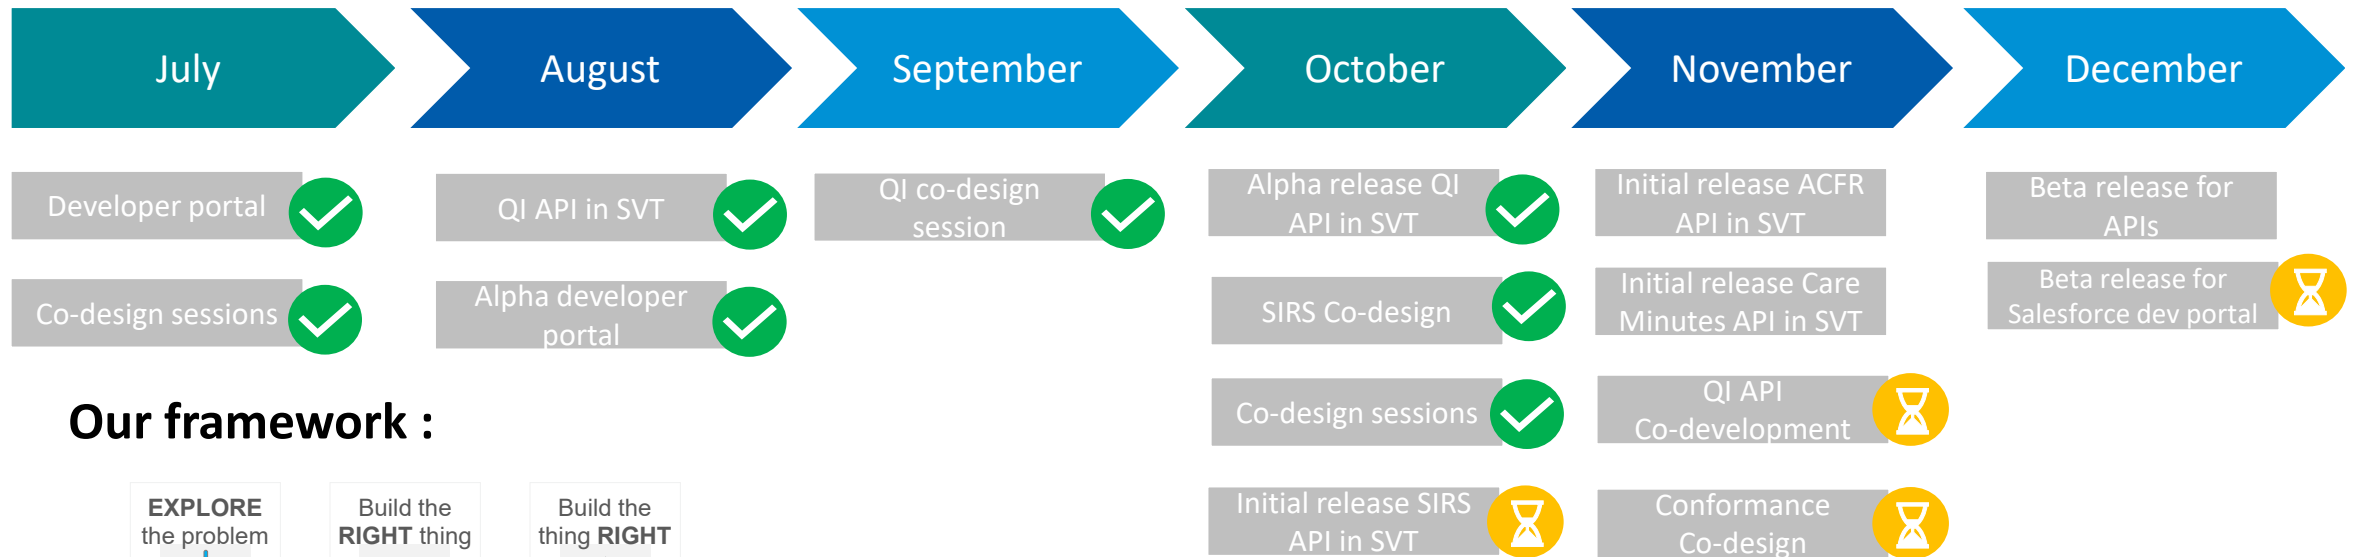 July
August
September
October
November
December
Developer portal
Co-design sessions
QI API in SVT
Alpha developer
portal
QI co-design
session
Alpha release QI
API in SVT
SIRS Co-design
Co-design sessions
Initial release SIRS
API in SVT
Initial release ACFR
API in SVT
Initial release Care
Minutes API in SVT
QI API
Co-development
Conformance
Co-design
Beta release for
APIs
Beta release for
Salesforce dev portal
Our framework :
EXPLORE
the problem
Build the
RIGHT thing
Build the
thing RIGHT